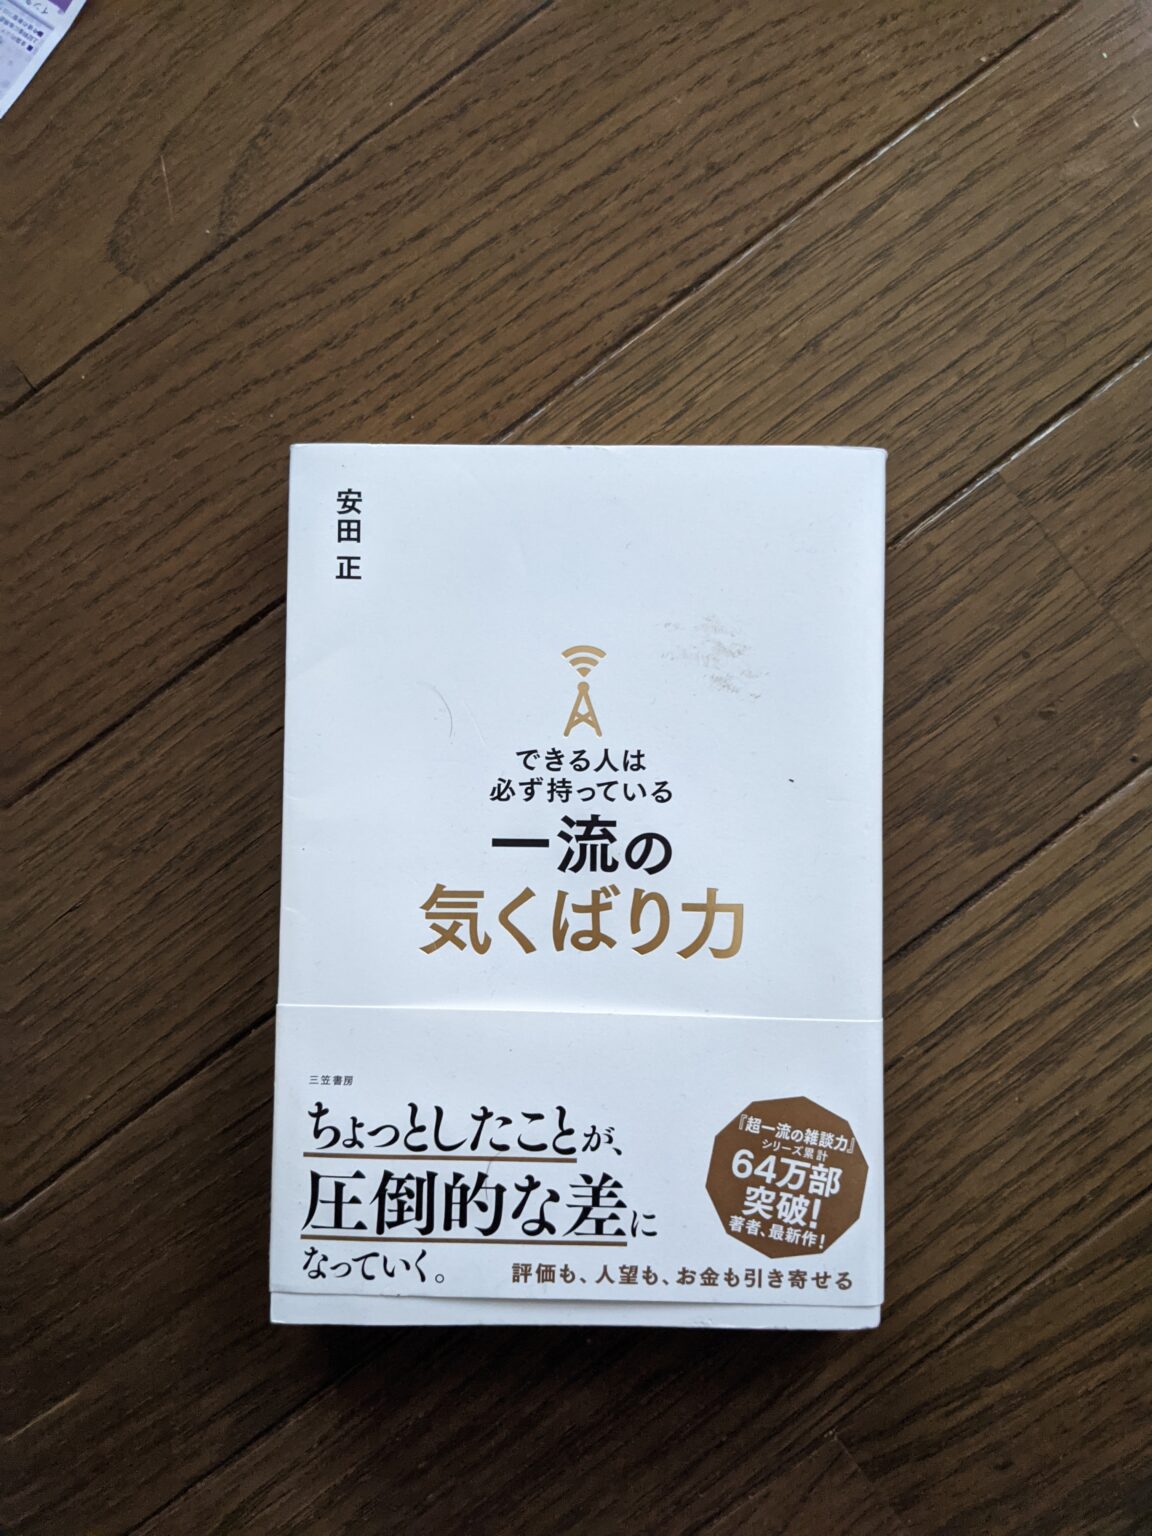 安田 正
できる人は
必ず持っている
一流の
気くばり力
三笠書房
ちょっとしたことが、
圧倒的な差に
なっていく。
『超一流の雑談力』
シリーズ累計
64万部
突破!
著者、最新作!
評価も、人望も、お金も引き寄せる